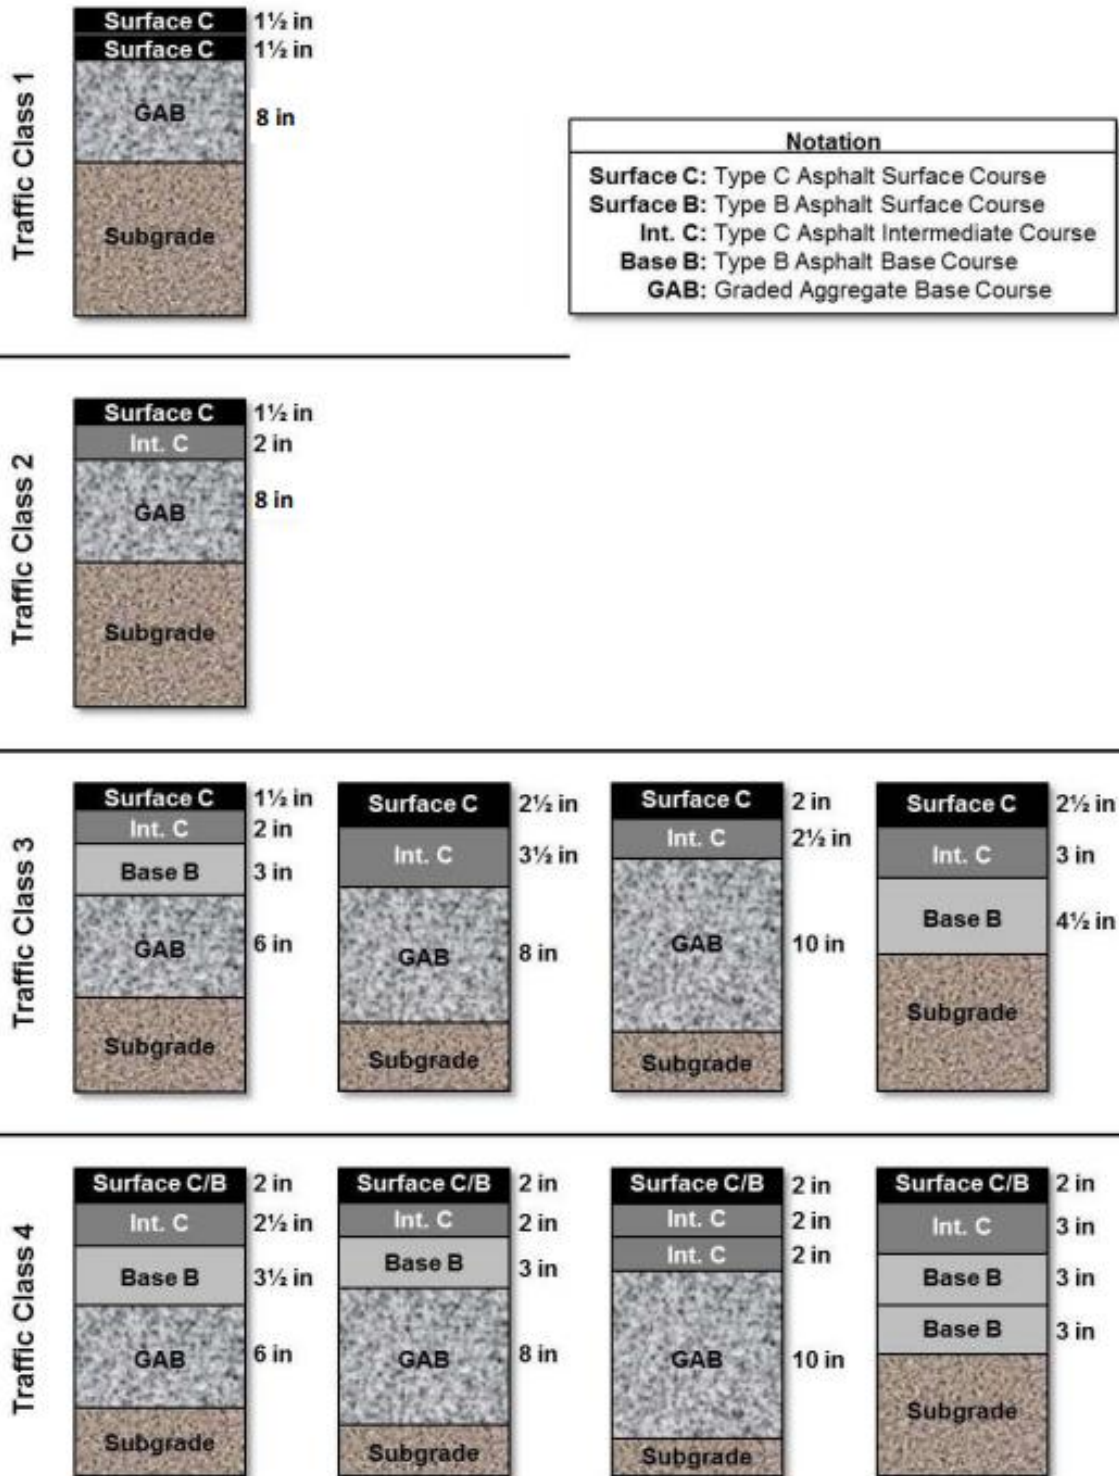 Traffic Class 1
Surface C 1½ in
Surface C 1½ in
GAB 8 in
Subgrade
Notation
Surface C: Type C Asphalt Surface Course
Surface B: Type B Asphalt Surface Course
Int. C: Type C Asphalt Intermediate Course
Base B: Type B Asphalt Base Course
GAB: Graded Aggregate Base Course
Traffic Class 2
Surface C 1½ in
Int. C 2 in
GAB 8 in
Subgrade
Traffic Class 3
Surface C 1½ in
Int. C 2 in
Base B 3 in
GAB 6 in
Subgrade
Surface C 2½ in
Int. C 3½ in
GAB 8 in
Subgrade
Surface C 2 in
Int. C 2½ in
GAB 10 in
Subgrade
Surface C 2½ in
Int. C 3 in
Base B 4½ in
Subgrade
Traffic Class 4
Surface C/B 2 in
Int. C 2½ in
Base B 3½ in
GAB 6 in
Subgrade
Surface C/B 2 in
Int. C 2 in
Base B 3 in
GAB 8 in
Subgrade
Surface C/B 2 in
Int. C 2 in
Int. C 2 in
GAB 10 in
Subgrade
Surface C/B 2 in
Int. C 3 in
Base B 3 in
Base B 3 in
Subgrade